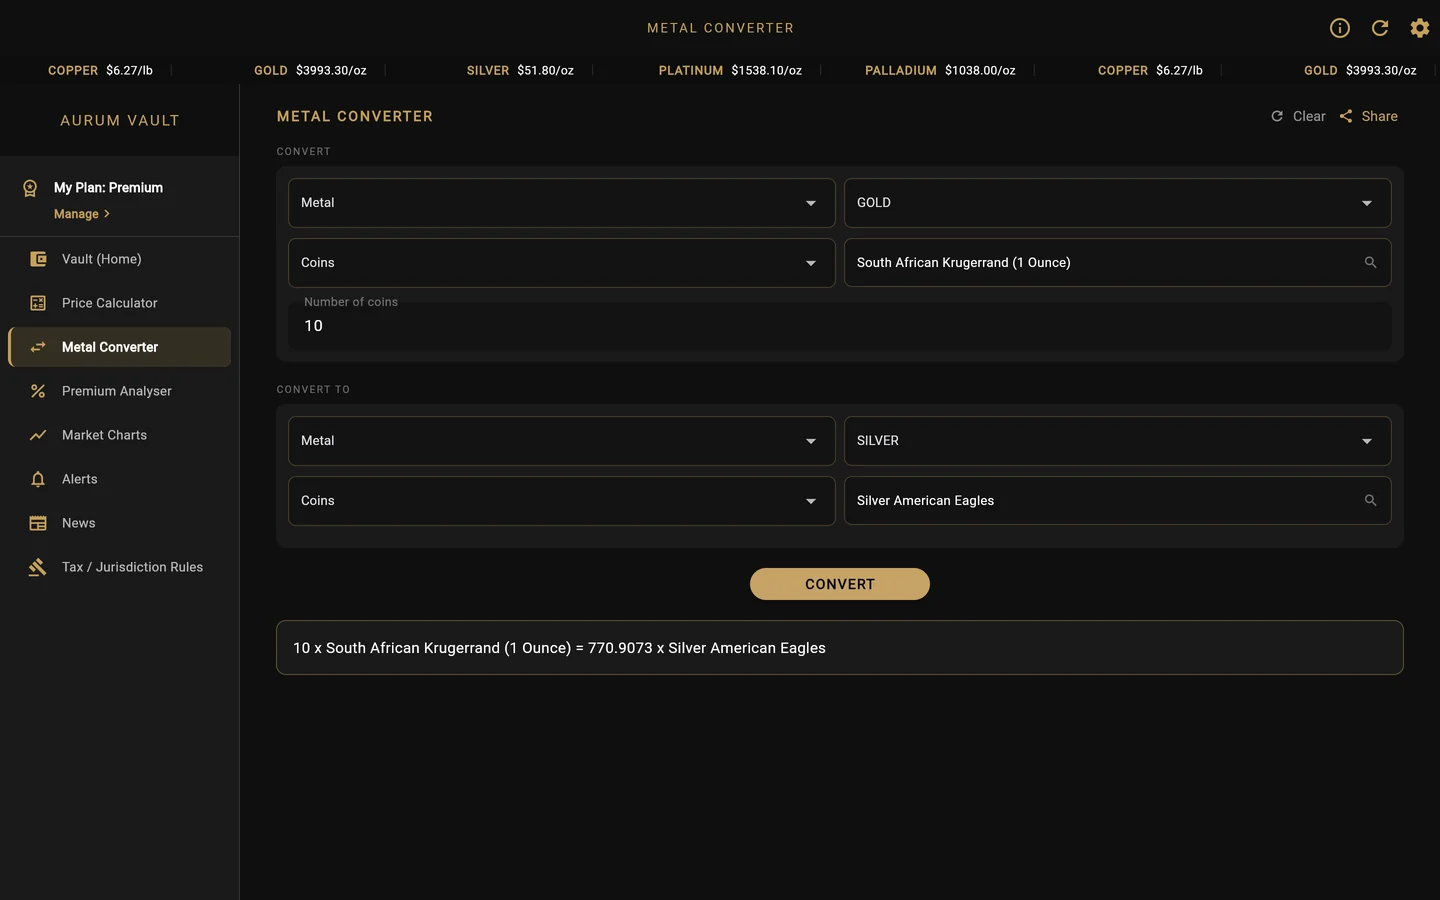 METAL CONVERTER
COPPER $6.27/lb GOLD $3993.30/oz SILVER $51.80/oz PLATINUM $1538.10/oz PALLADIUM $1038.00/oz COPPER $6.27/lb GOLD $3993.30/oz
AURUM VAULT
My Plan: Premium
Manage
Vault (Home)
Price Calculator
Metal Converter
Premium Analyser
Market Charts
Alerts
News
Tax / Jurisdiction Rules
METAL CONVERTER
Clear Share
CONVERT
Metal GOLD
Coins South African Krugerrand (1 Ounce)
Number of coins
10
CONVERT TO
Metal SILVER
Coins Silver American Eagles
CONVERT
10 x South African Krugerrand (1 Ounce) = 770.9073 x Silver American Eagles